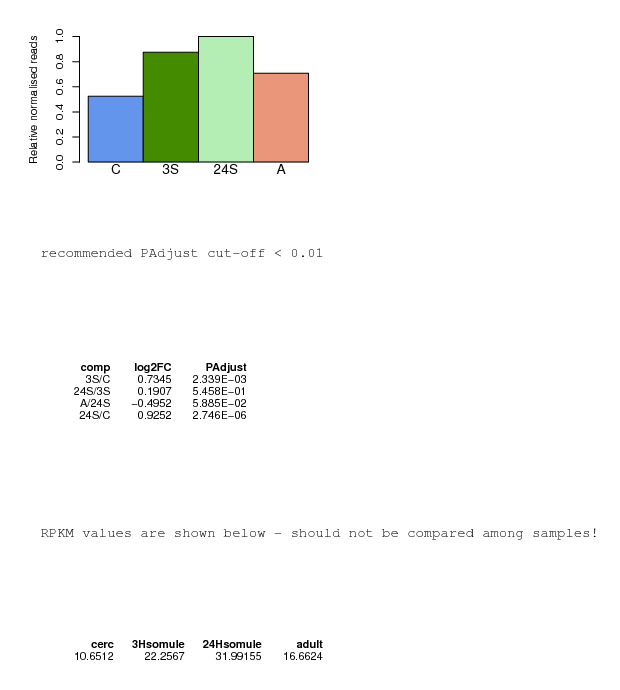 Relative normalised reads
1.0
0.8
0.6
0.4
0.2
0.0
C 3S 24S A
recommended PAdjust cut-off < 0.01
comp log2FC PAdjust
3S/C 0.7345 2.339E−03
24S/3S 0.1907 5.458E−01
A/24S −0.4952 5.885E−02
24S/C 0.9252 2.746E−06
RPKM values are shown below - should not be compared among samples!
cerc 3Hsomule 24Hsomule adult
10.6512 22.2567 31.99155 16.6624